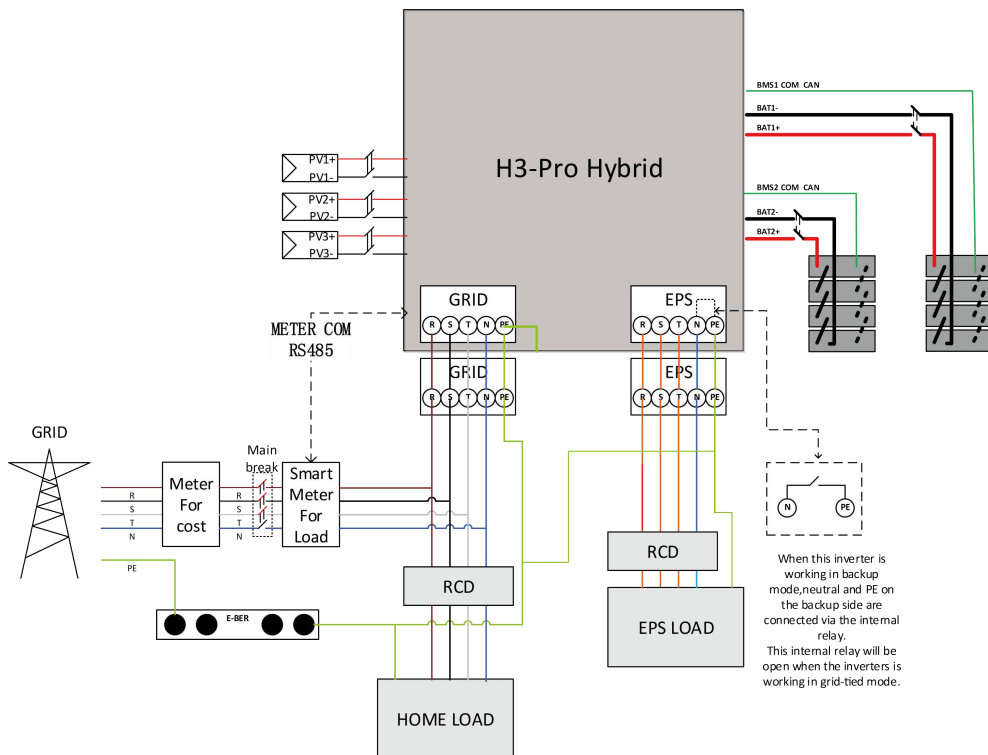 BMS1 COM CAN
BAT1-
BAT1+
H3-Pro Hybrid
PV1+
PV1-
PV2+
PV2-
PV3+
PV3-
BMS2 COM CAN
BAT2-
BAT2+
GRID
R S T N PE
EPS
R S T N PE
METER COM
RS485
GRID
R S T N PE
EPS
R S T N PE
GRID
Main
break
Meter
For
cost
Smart
Meter
For
Load
R
S
T
N
R
S
T
N
PE
N
PE
RCD
RCD
E-BER
EPS LOAD
HOME LOAD
When this inverter is
working in backup
mode,neutral and PE on
the backup side are
connected via the internal
relay.
This internal relay will be
open when the inverters is
working in grid-tied mode.